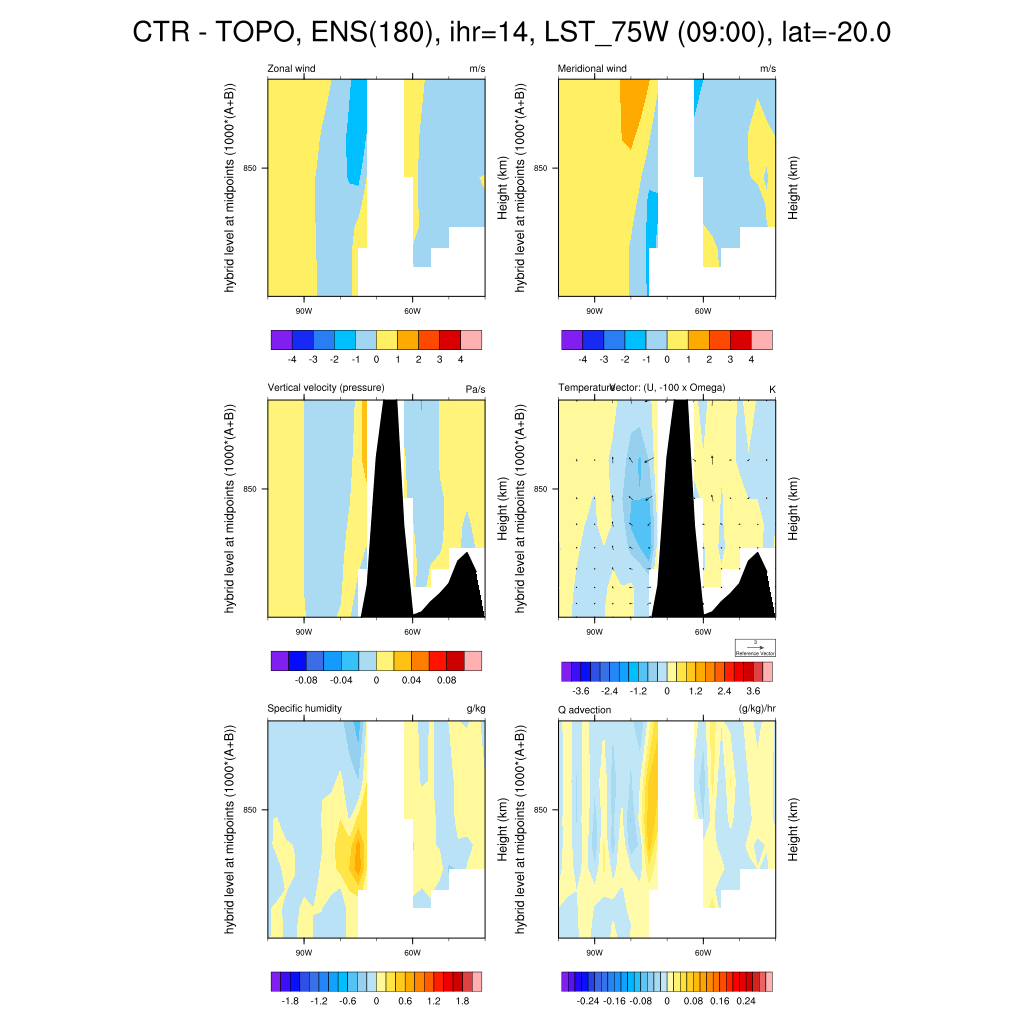 CTR - TOPO, ENS(180), ihr=14, LST_75W (09:00), lat=-20.0
Zonal wind m/s
hybrid level at midpoints (1000*(A+B))
850
Height (km)
90W 60W
-4 -3 -2 -1 0 1 2 3 4
Meridional wind m/s
hybrid level at midpoints (1000*(A+B))
850
Height (km)
90W 60W
-4 -3 -2 -1 0 1 2 3 4
Vertical velocity (pressure) Pa/s
hybrid level at midpoints (1000*(A+B))
850
Height (km)
90W 60W
-0.08 -0.04 0 0.04 0.08
Temperature Vector: (U, -100 x Omega) K
hybrid level at midpoints (1000*(A+B))
850
Height (km)
90W 60W
3
Reference Vector
-3.6 -2.4 -1.2 0 1.2 2.4 3.6
Specific humidity g/kg
hybrid level at midpoints (1000*(A+B))
850
Height (km)
90W 60W
-1.8 -1.2 -0.6 0 0.6 1.2 1.8
Q advection (g/kg)/hr
hybrid level at midpoints (1000*(A+B))
850
Height (km)
90W 60W
-0.24 -0.16 -0.08 0 0.08 0.16 0.24